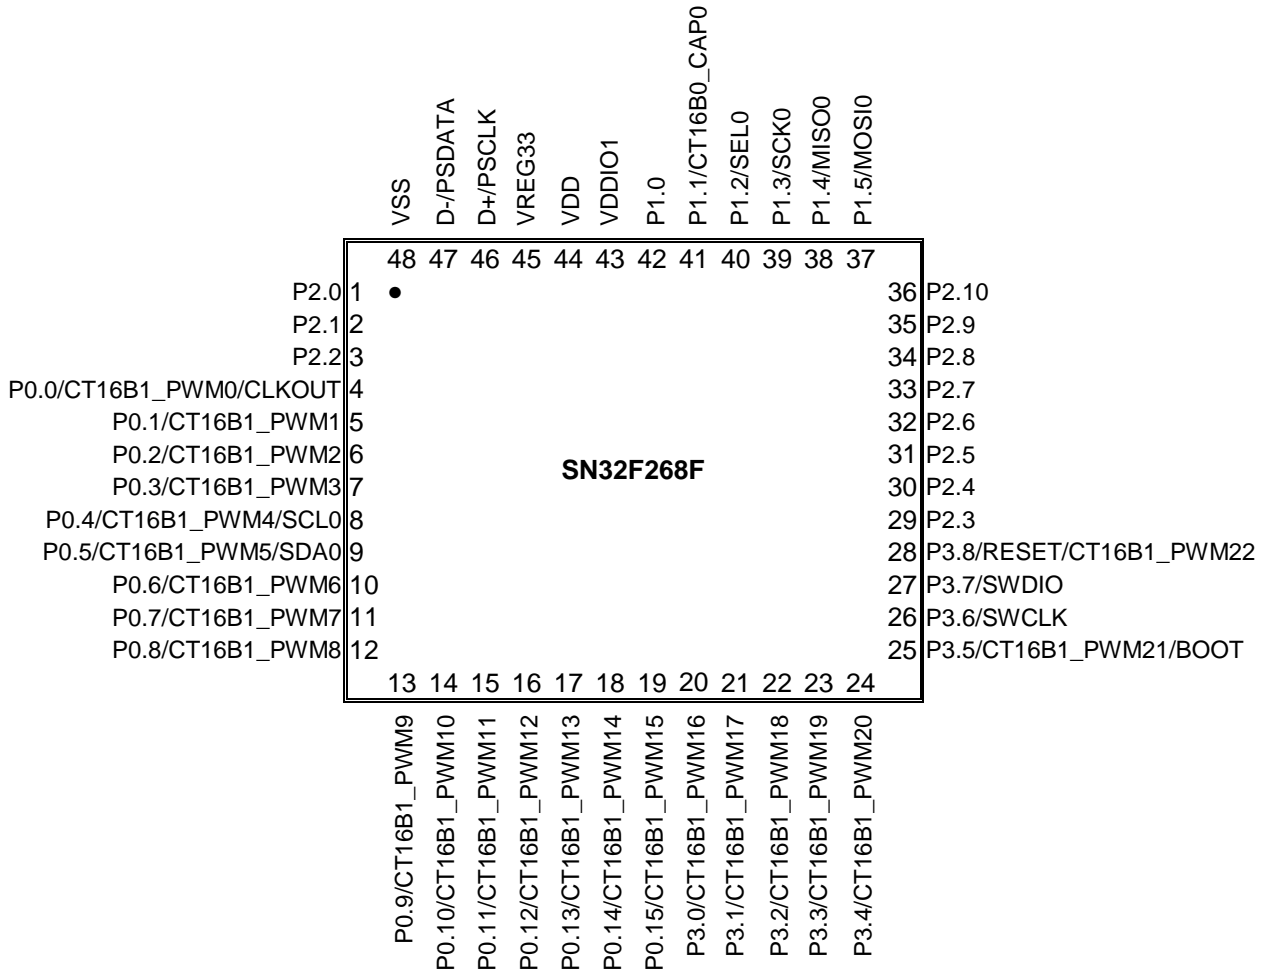 VSS
D-/PSDATA
D+/PSCLK
VREG33
VDD
VDDIO1
P1.0
P1.1/CT16B0_CAP0
P1.2/SEL0
P1.3/SCK0
P1.4/MISO0
P1.5/MOSI0
48 47 46 45 44 43 42 41 40 39 38 37
P2.0 1 36 P2.10
P2.1 2 35 P2.9
P2.2 3 34 P2.8
P0.0/CT16B1_PWM0/CLKOUT 4 33 P2.7
P0.1/CT16B1_PWM1 5 32 P2.6
P0.2/CT16B1_PWM2 6 31 P2.5
SN32F268F
P0.3/CT16B1_PWM3 7 30 P2.4
P0.4/CT16B1_PWM4/SCL0 8 29 P2.3
P0.5/CT16B1_PWM5/SDA0 9 28 P3.8/RESET/CT16B1_PWM22
P0.6/CT16B1_PWM6 10 27 P3.7/SWDIO
P0.7/CT16B1_PWM7 11 26 P3.6/SWCLK
P0.8/CT16B1_PWM8 12 25 P3.5/CT16B1_PWM21/BOOT
13 14 15 16 17 18 19 20 21 22 23 24
P0.9/CT16B1_PWM9
P0.10/CT16B1_PWM10
P0.11/CT16B1_PWM11
P0.12/CT16B1_PWM12
P0.13/CT16B1_PWM13
P0.14/CT16B1_PWM14
P0.15/CT16B1_PWM15
P3.0/CT16B1_PWM16
P3.1/CT16B1_PWM17
P3.2/CT16B1_PWM18
P3.3/CT16B1_PWM19
P3.4/CT16B1_PWM20